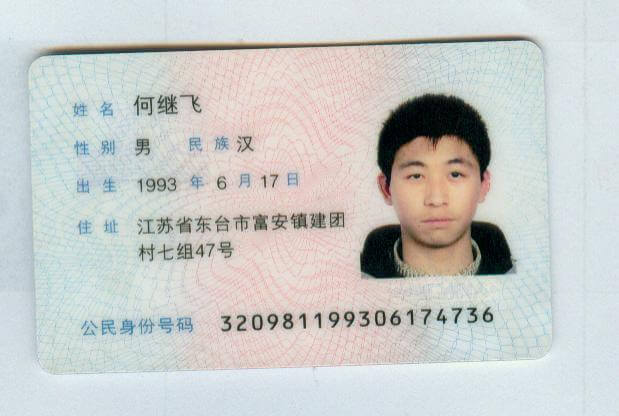 姓名 何继飞
性别 男 民族 汉
出生 1993 年 6 月 17 日
住址 江苏省东台市富安镇建团
村七组47号
公民身份号码 320981199306174736